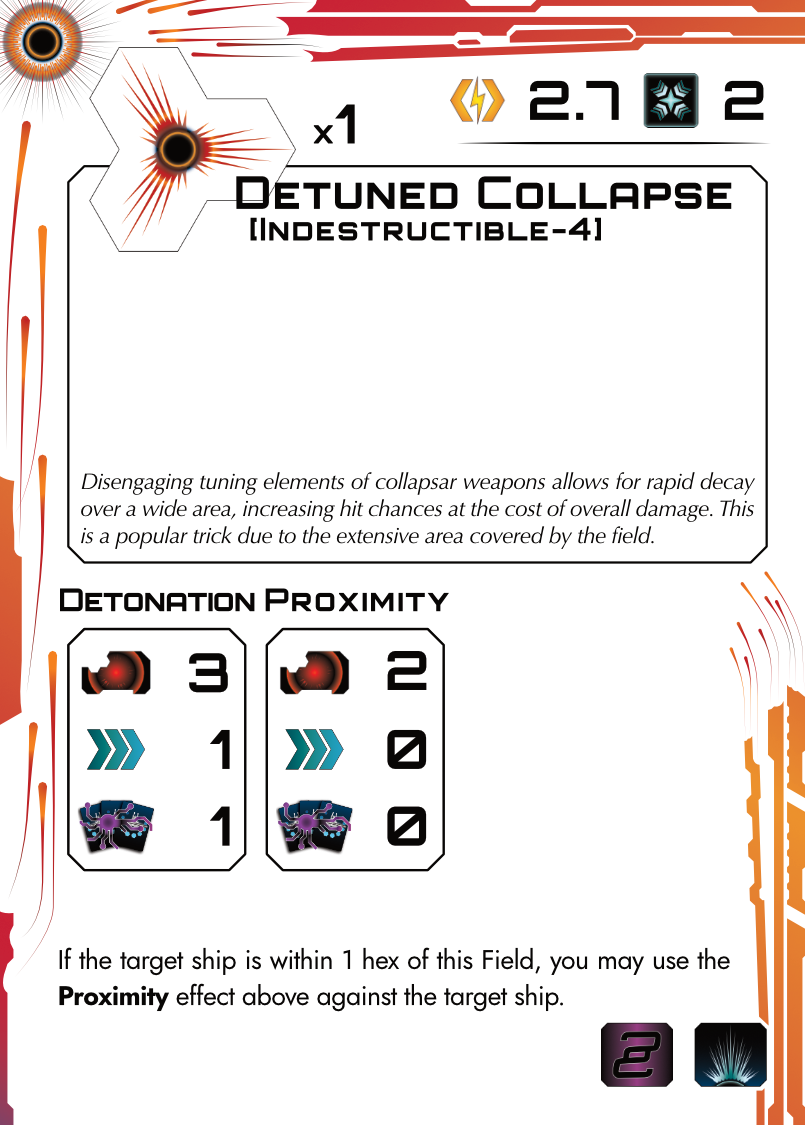 x1
2.7 2
Detuned Collapse
[Indestructible-4]
Disengaging tuning elements of collapsar weapons allows for rapid decay
over a wide area, increasing hit chances at the cost of overall damage. This
is a popular trick due to the extensive area covered by the field.
Detonation Proximity
3 2
1 0
1 0
If the target ship is within 1 hex of this Field, you may use the
Proximity effect above against the target ship.
2